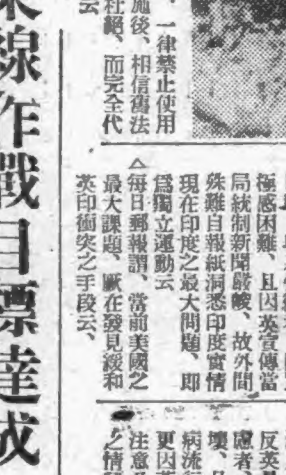 、一律禁止使用
施後、相信舊法
杜絕、而完全代
云
極感困難、且因英宣傳當
局統制新聞嚴峻、故外間
殊難自報紙洞悉印度實情
現在印度之最大問題、即
爲獨立運動云
△每日郵報謂、當前美國之
最大課題、厥在發見緩和
英印衝突之手段云、
反英
慮者、
壞、
病流
更因
注意
之情
線作戰目標達成